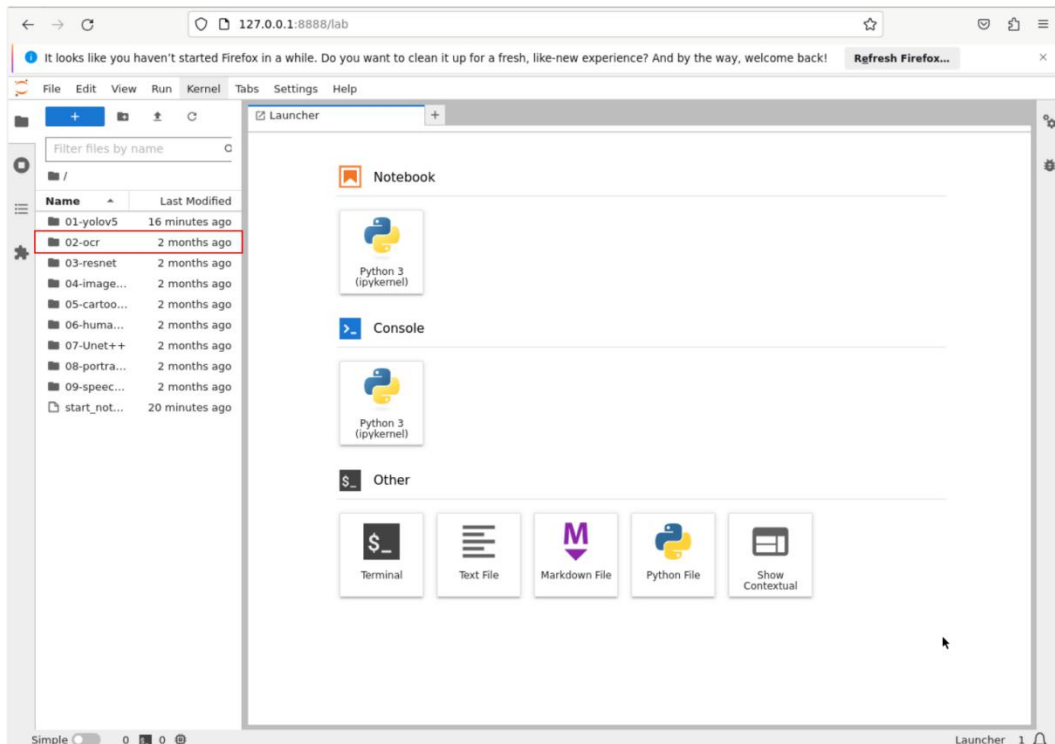 127.0.0.1:8888/lab
It looks like you haven't started Firefox in a while. Do you want to clean it up for a fresh, like-new experience? And by the way, welcome back! Refresh Firefox...
File Edit View Run Kernel Tabs Settings Help
Launcher
Filter files by name
/
Name Last Modified
01-yolov5 16 minutes ago
02-ocr 2 months ago
03-resnet 2 months ago
04-image... 2 months ago
05-cartoo... 2 months ago
06-huma... 2 months ago
07-Unet++ 2 months ago
08-portra... 2 months ago
09-speec... 2 months ago
start_not... 20 minutes ago
Notebook
Python 3
(ipykernel)
Console
Python 3
(ipykernel)
$_ Other
$_
M
Terminal
Text File
Markdown File
Python File
Show
Contextual
Simple 0 $_ 0
Launcher 1